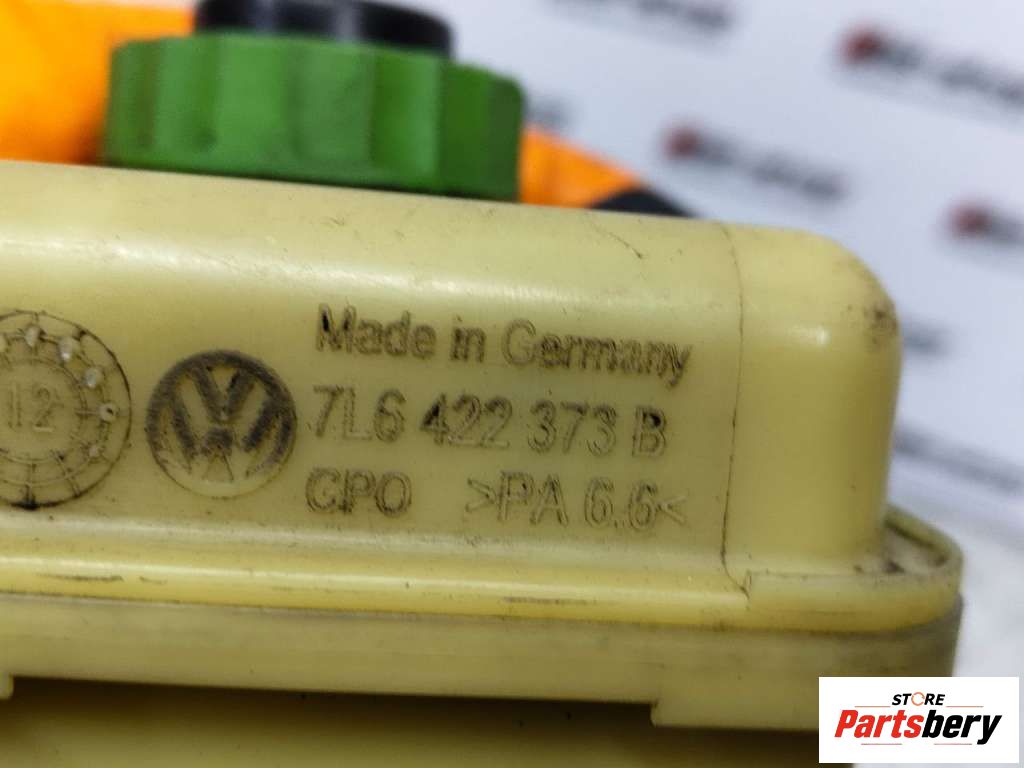 Made in Germany
7L6 422 373 B
CPO >PA 6.6<
12
STORE
Partsbery